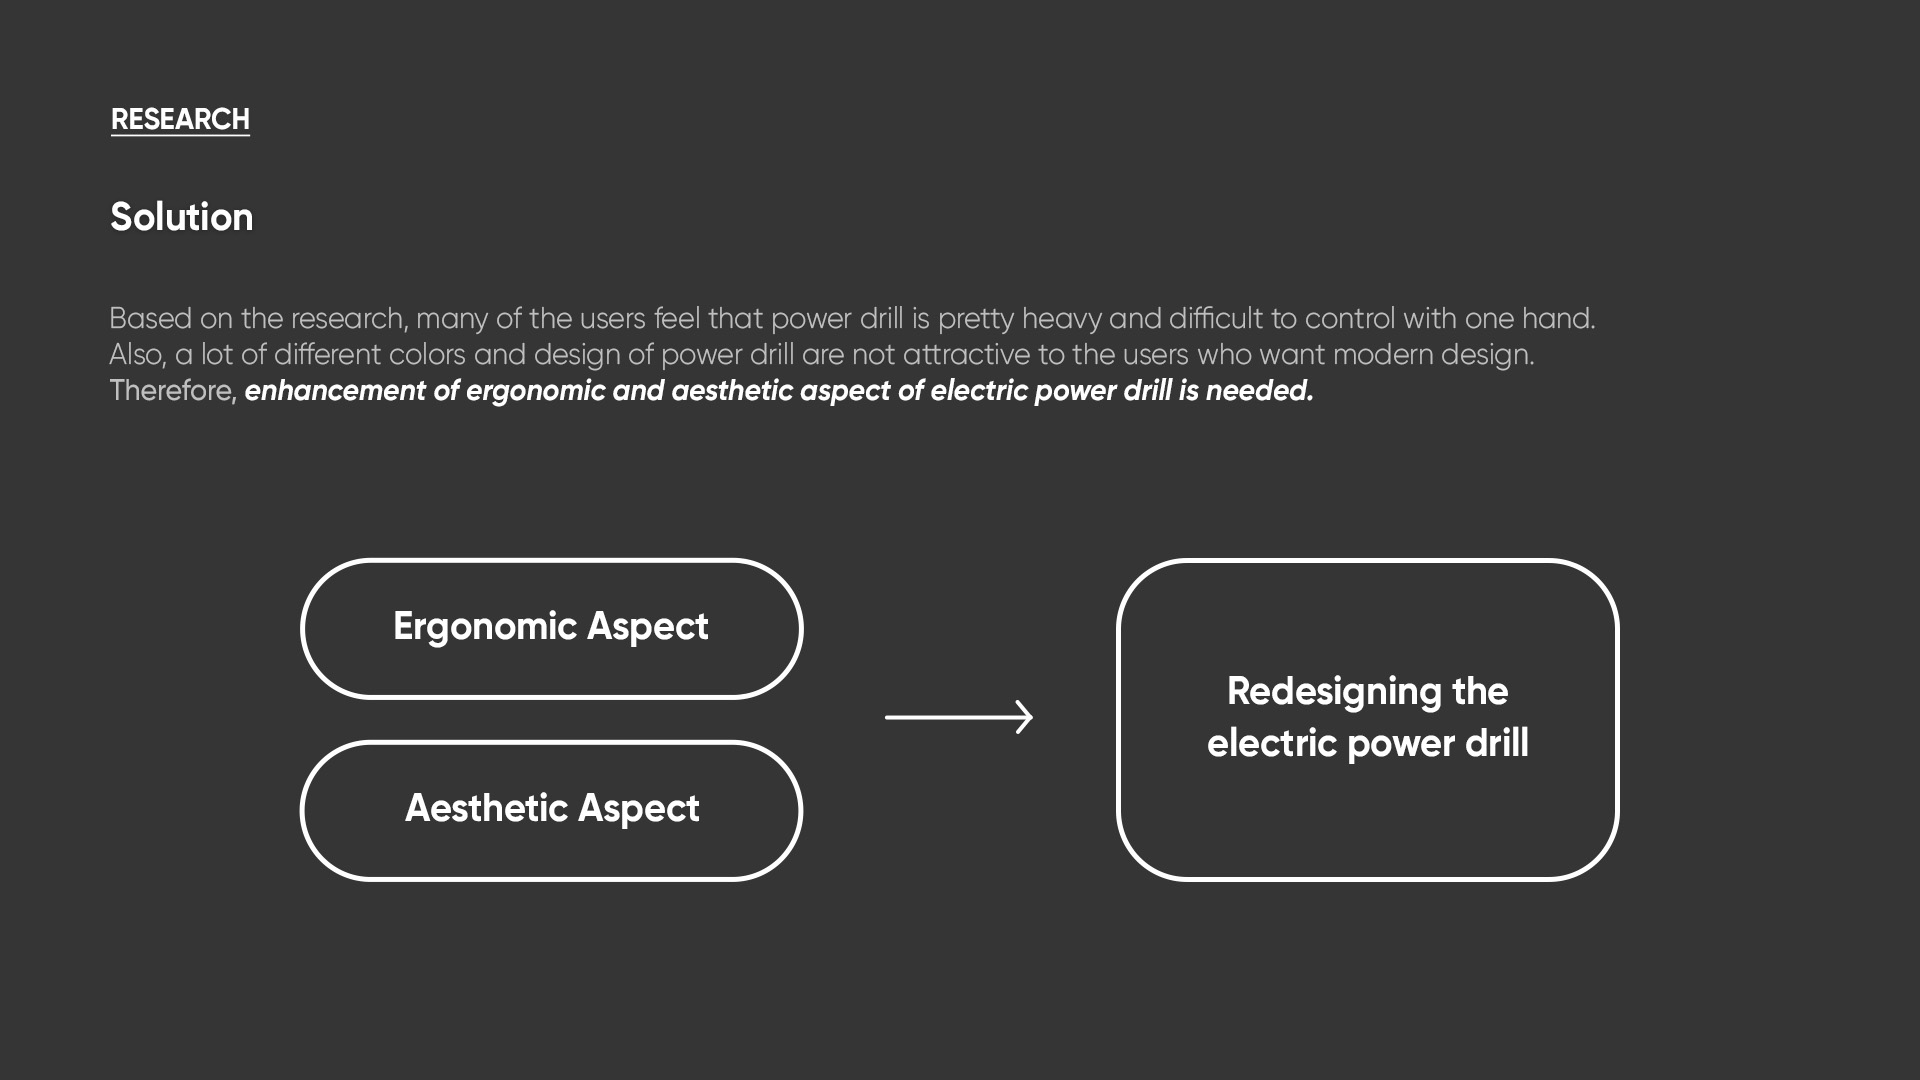 RESEARCH
Solution
Based on the research, many of the users feel that power drill is pretty heavy and difficult to control with one hand.
Also, a lot of different colors and design of power drill are not attractive to the users who want modern design.
Therefore, enhancement of ergonomic and aesthetic aspect of electric power drill is needed.
Ergonomic Aspect
Aesthetic Aspect
Redesigning the
electric power drill